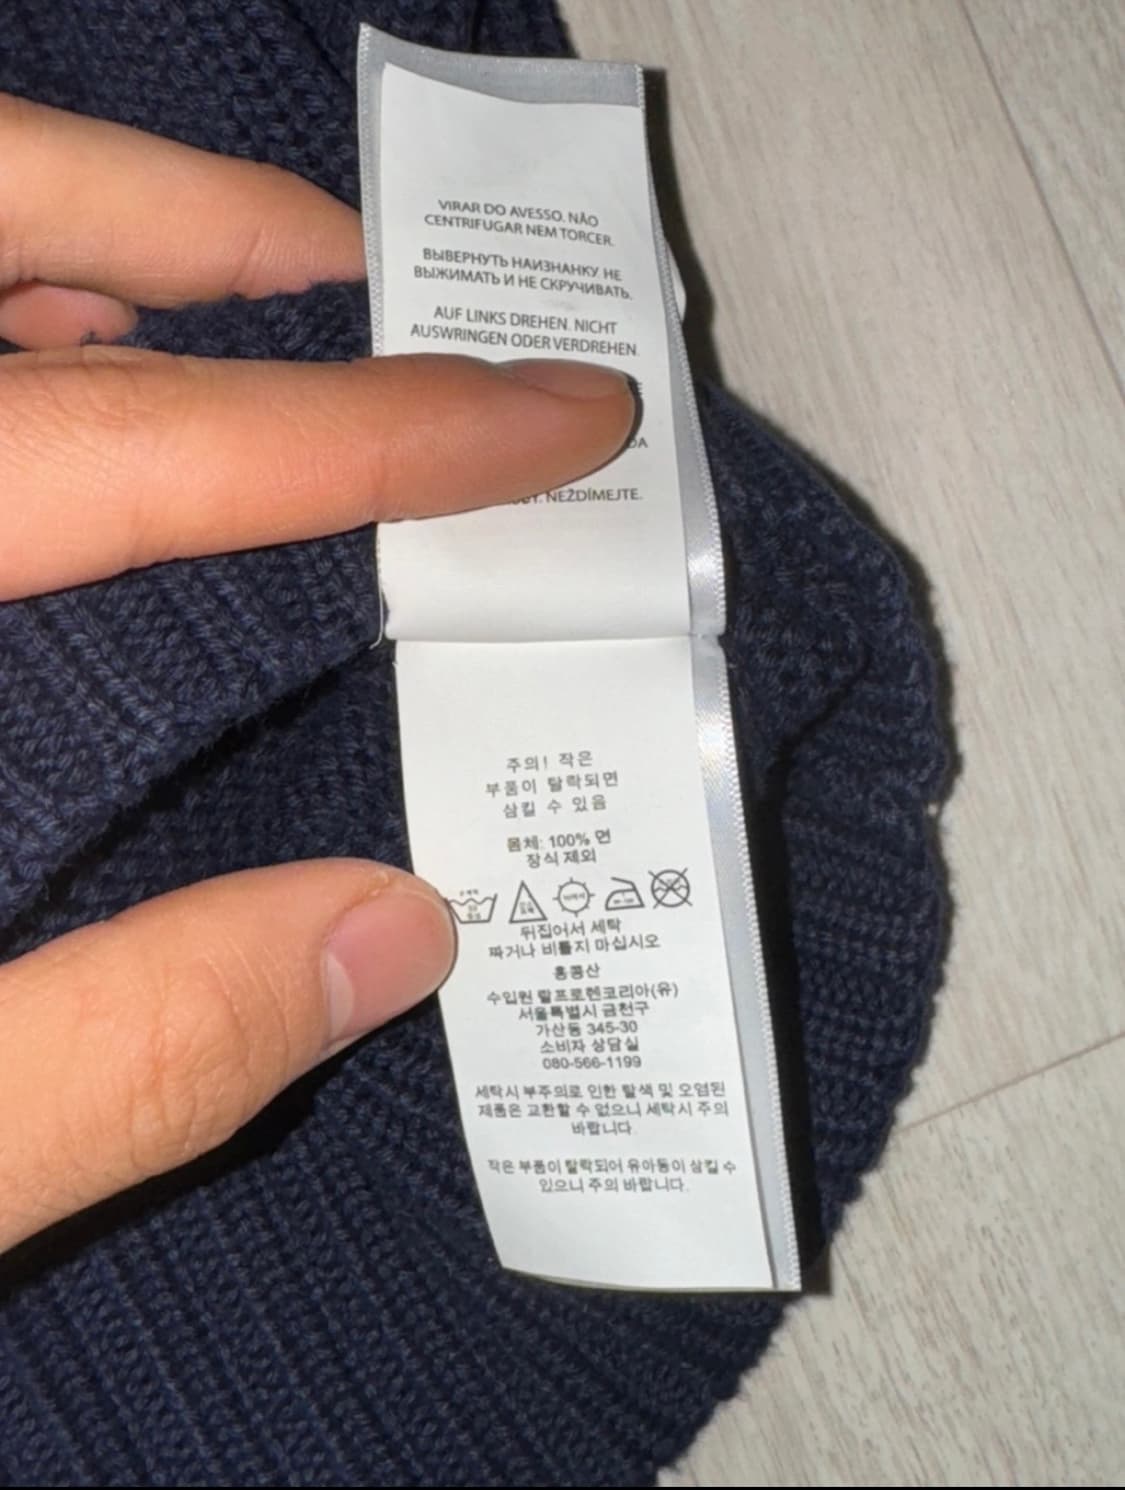 VIRAR DO AVESSO. NÃO
CENTRIFUGAR NEM TORCER.
ВЫВЕРНУТЬ НАИЗНАНКУ. НЕ
ВЫЖИМАТЬ И НЕ СКРУЧИВАТЬ.
AUF LINKS DREHEN. NICHT
AUSWRINGEN ODER VERDREHEN.
NEŽDÍMEJTE.
주의! 작은
부품이 탈락되면
삼킬 수 있음
몸체: 100% 면
장식 제외
뒤집어서 세탁
짜거나 비틀지 마십시오
홍콩산
수입원 랄프로렌코리아(유)
서울특별시 금천구
가산동 345-30
소비자 상담실
080-566-1199
세탁시 부주의로 인한 탈색 및 오염된
제품은 교환할 수 없으니 세탁시 주의
바랍니다.
작은 부품이 탈락되어 유아동이 삼킬 수
있으니 주의 바랍니다.